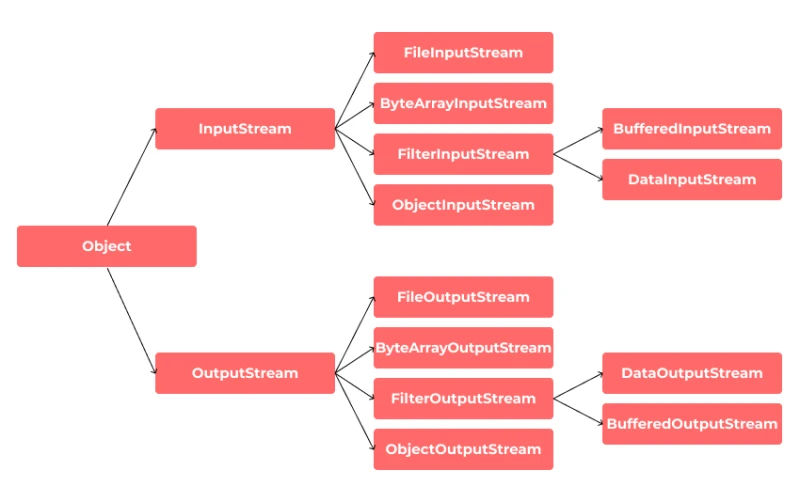 Object
InputStream
FileInputStream
ByteArrayInputStream
FilterInputStream
ObjectInputStream
BufferedInputStream
DataInputStream
OutputStream
FileOutputStream
ByteArrayOutputStream
FilterOutputStream
ObjectOutputStream
DataOutputStream
BufferedOutputStream